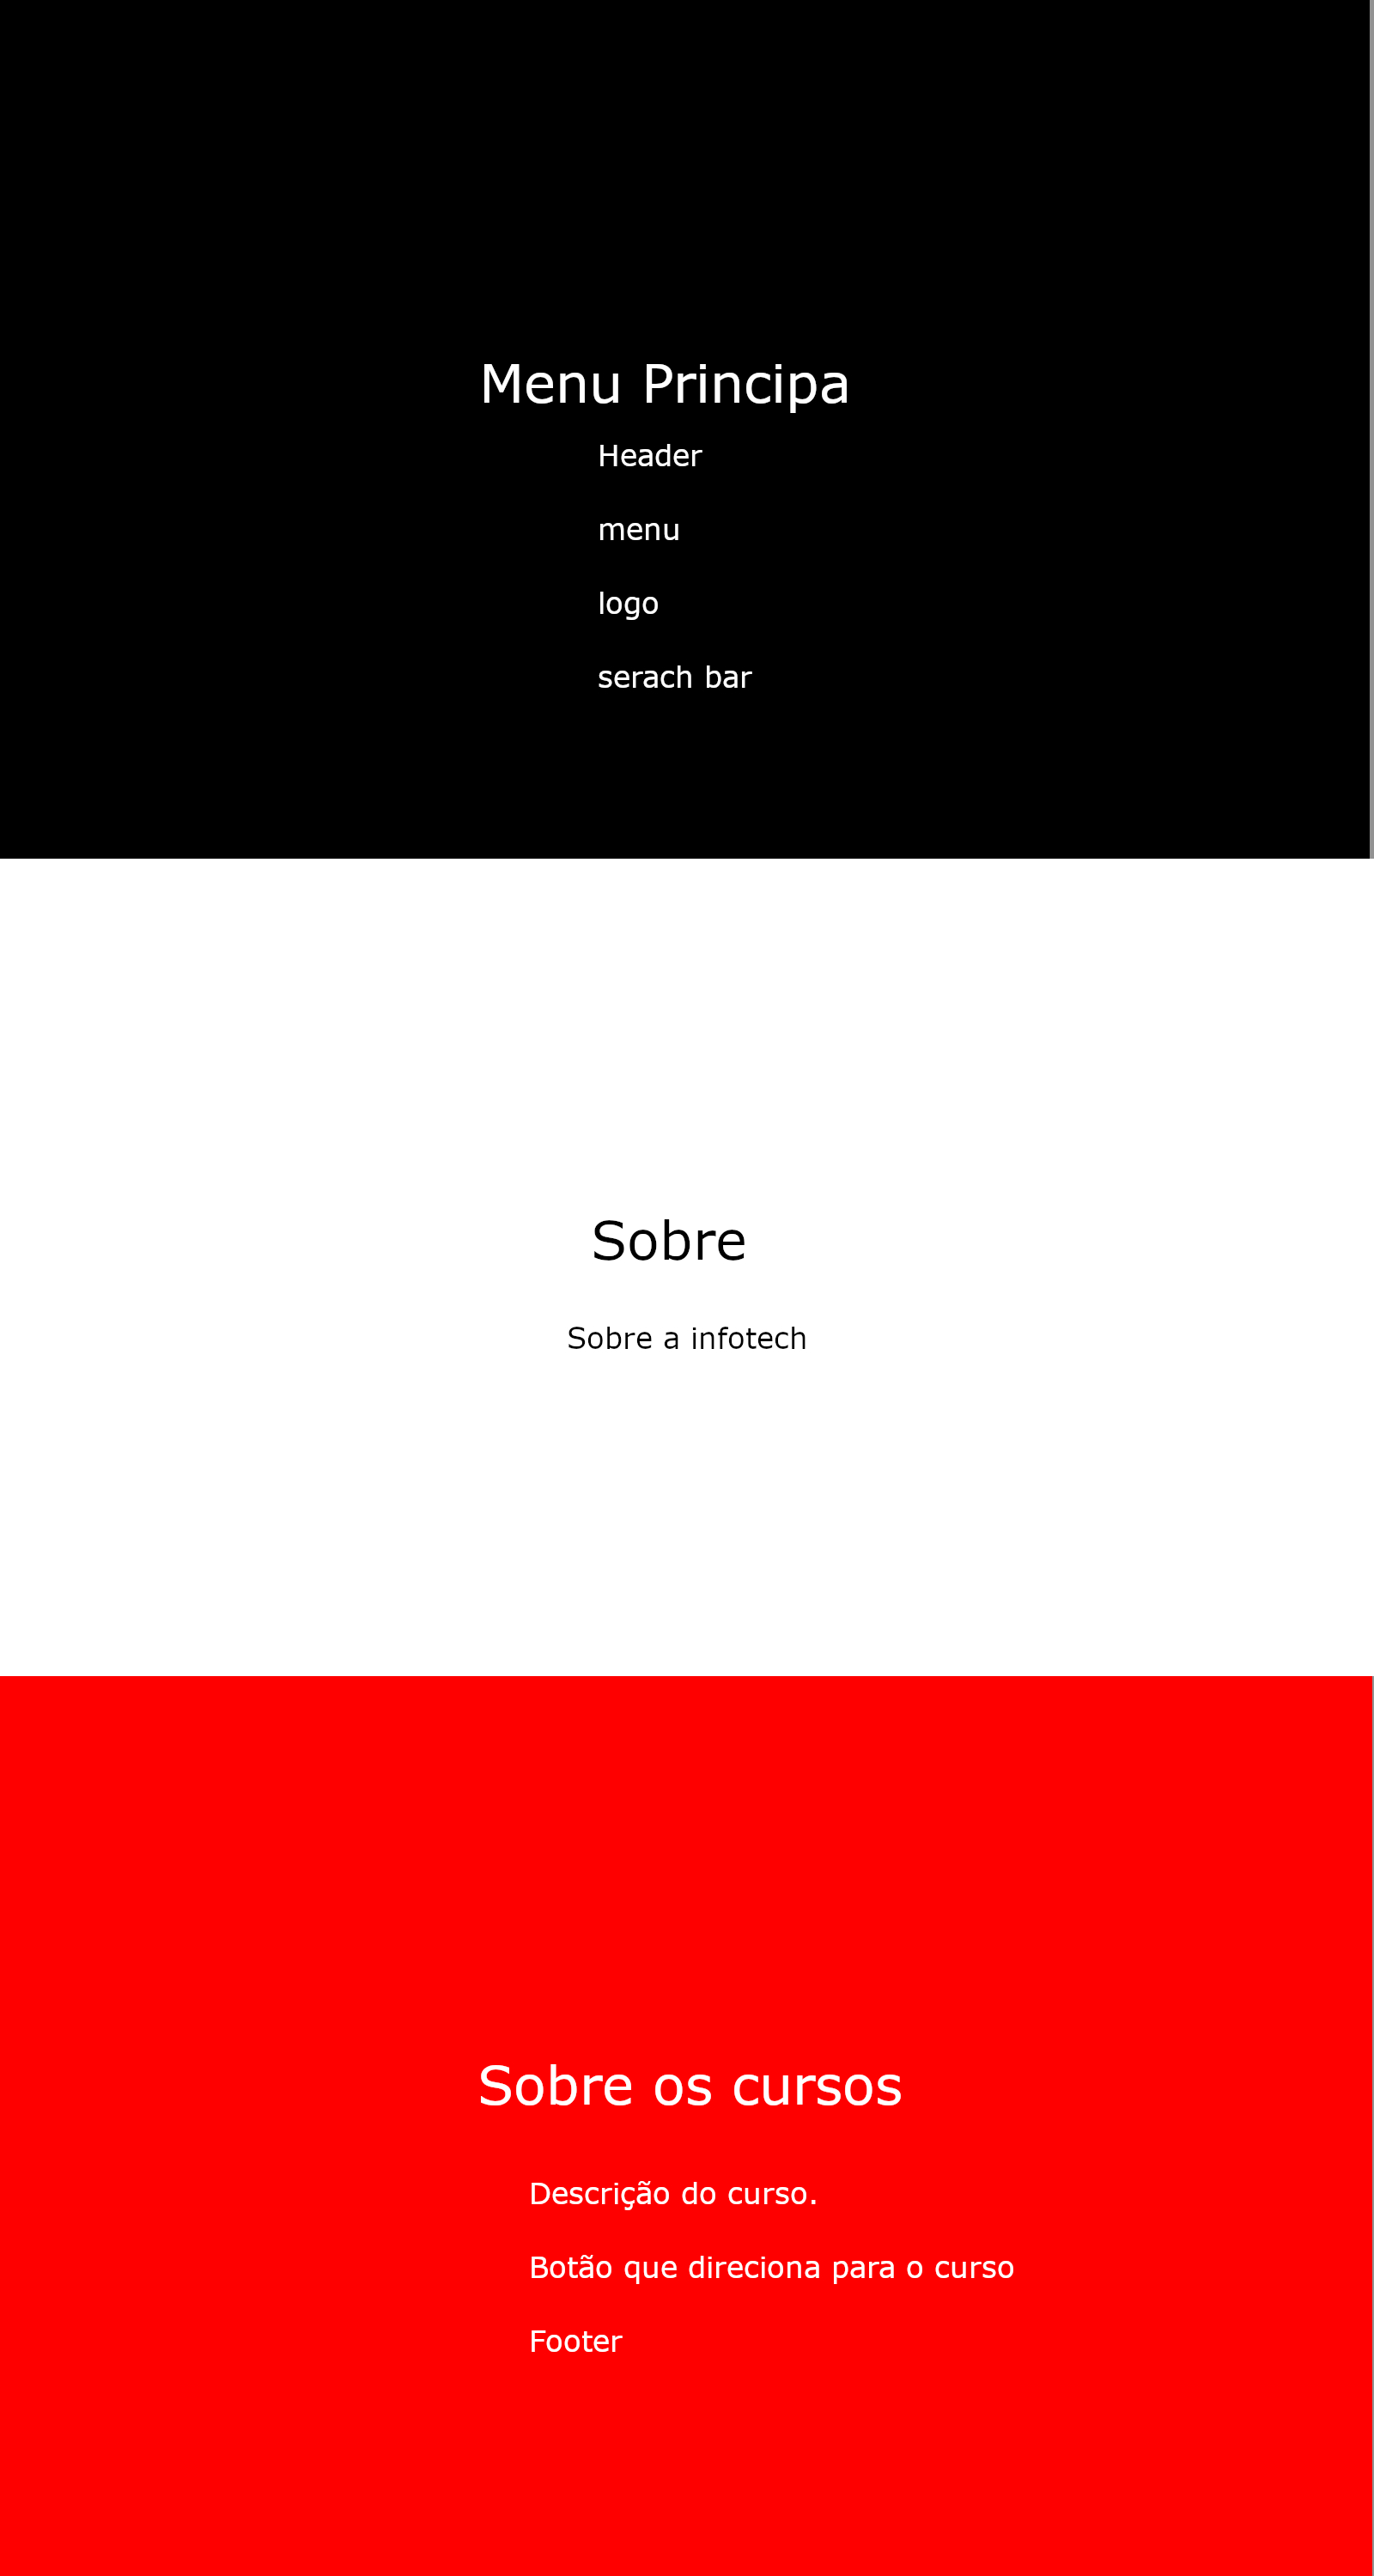 Menu Principa
Header
menu
logo
serach bar
Sobre
Sobre a infotech
Sobre os cursos
Descrição do curso.
Botão que direciona para o curso
Footer